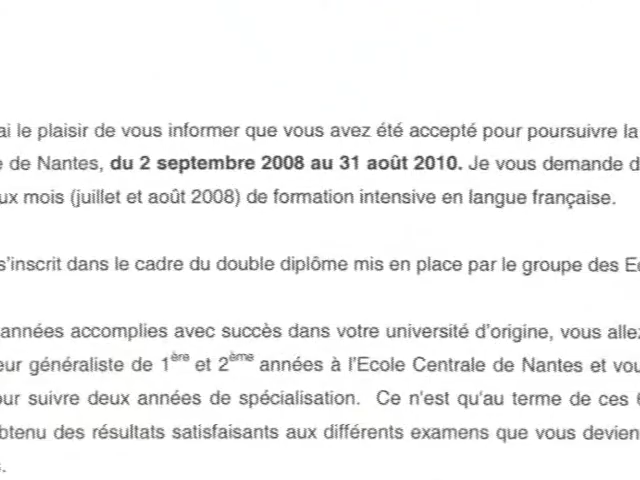 ai le plaisir de vous informer que vous avez été accepté pour poursuivre la
e de Nantes, du 2 septembre 2008 au 31 août 2010. Je vous demande d
ux mois (juillet et août 2008) de formation intensive en langue française.
s'inscrit dans le cadre du double diplôme mis en place par le groupe des E
années accomplies avec succès dans votre université d'origine, vous allez
eur généraliste de 1ère et 2ème années à l'Ecole Centrale de Nantes et vou
our suivre deux années de spécialisation. Ce n'est qu'au terme de ces 6
btenu des résultats satisfaisants aux différents examens que vous devien
s.